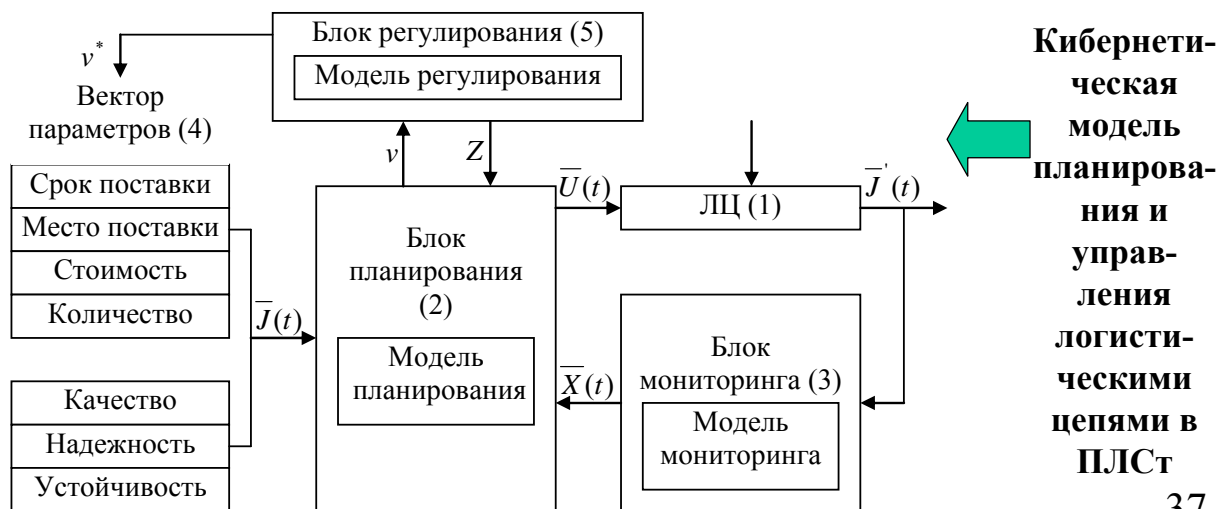 Блок регулирования (5)
Модель регулирования
v*
Вектор
параметров (4)
v
Z
Срок поставки
Место поставки
Стоимость
Количество
J̅(t)
Качество
Надежность
Устойчивость
Блок
планирования
(2)
Модель
планирования
U̅(t)
ЛЦ (1)
J̅'(t)
X̅(t)
Блок
мониторинга (3)
Модель
мониторинга
Кибернети-
ческая
модель
планирова-
ния и
управ-
ления
логисти-
ческими
цепями в
ПЛСт
37